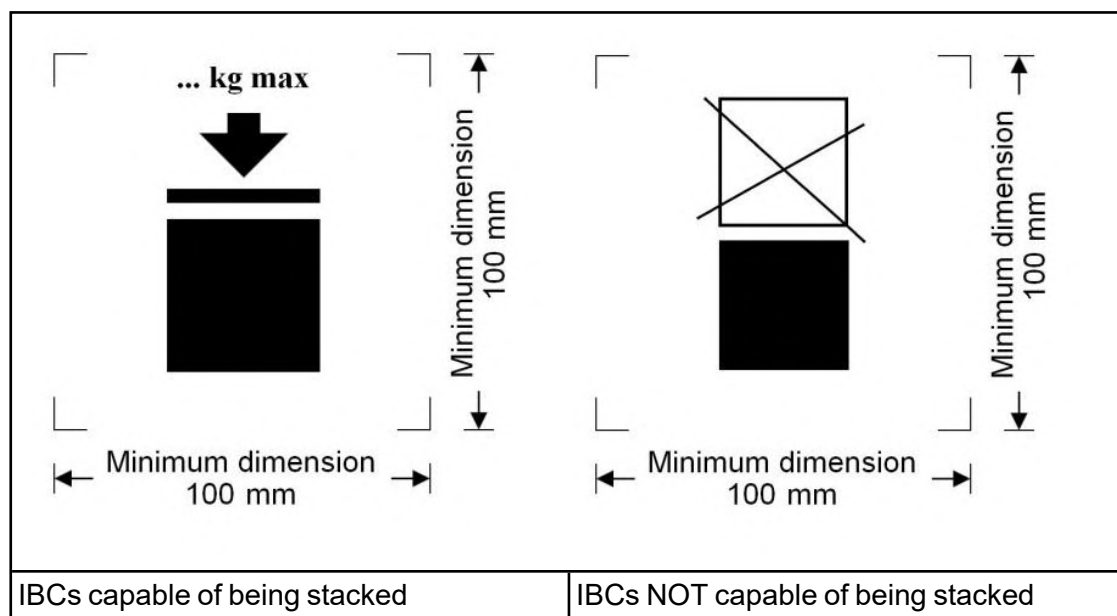 ... kg max
Minimum dimension
100 mm
Minimum dimension
100 mm
Minimum dimension
100 mm
Minimum dimension
100 mm
IBCs capable of being stacked
IBCs NOT capable of being stacked